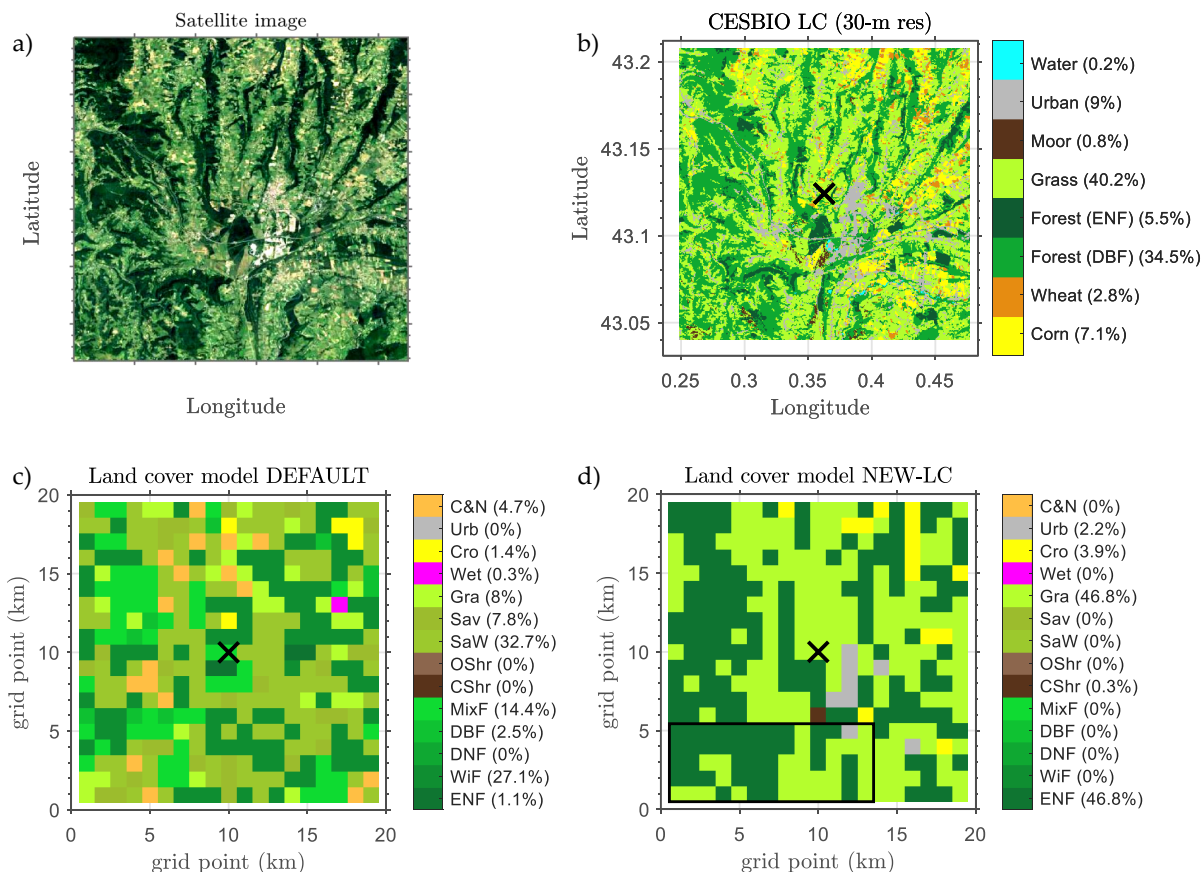 a)
Satellite image
Latitude
Longitude
b)
CESBIO LC (30-m res)
43.2
43.15
43.1
43.05
Latitude
0.25
0.3
0.35
0.4
0.45
Longitude
Water (0.2%)
Urban (9%)
Moor (0.8%)
Grass (40.2%)
Forest (ENF) (5.5%)
Forest (DBF) (34.5%)
Wheat (2.8%)
Corn (7.1%)
c)
Land cover model DEFAULT
20
15
10
5
0
grid point (km)
0
5
10
15
20
grid point (km)
C&N (4.7%)
Urb (0%)
Cro (1.4%)
Wet (0.3%)
Gra (8%)
Sav (7.8%)
SaW (32.7%)
OShr (0%)
CShr (0%)
MixF (14.4%)
DBF (2.5%)
DNF (0%)
WiF (27.1%)
ENF (1.1%)
d)
Land cover model NEW-LC
20
15
10
5
0
grid point (km)
0
5
10
15
20
grid point (km)
C&N (0%)
Urb (2.2%)
Cro (3.9%)
Wet (0%)
Gra (46.8%)
Sav (0%)
SaW (0%)
OShr (0%)
CShr (0.3%)
MixF (0%)
DBF (0%)
DNF (0%)
WiF (0%)
ENF (46.8%)